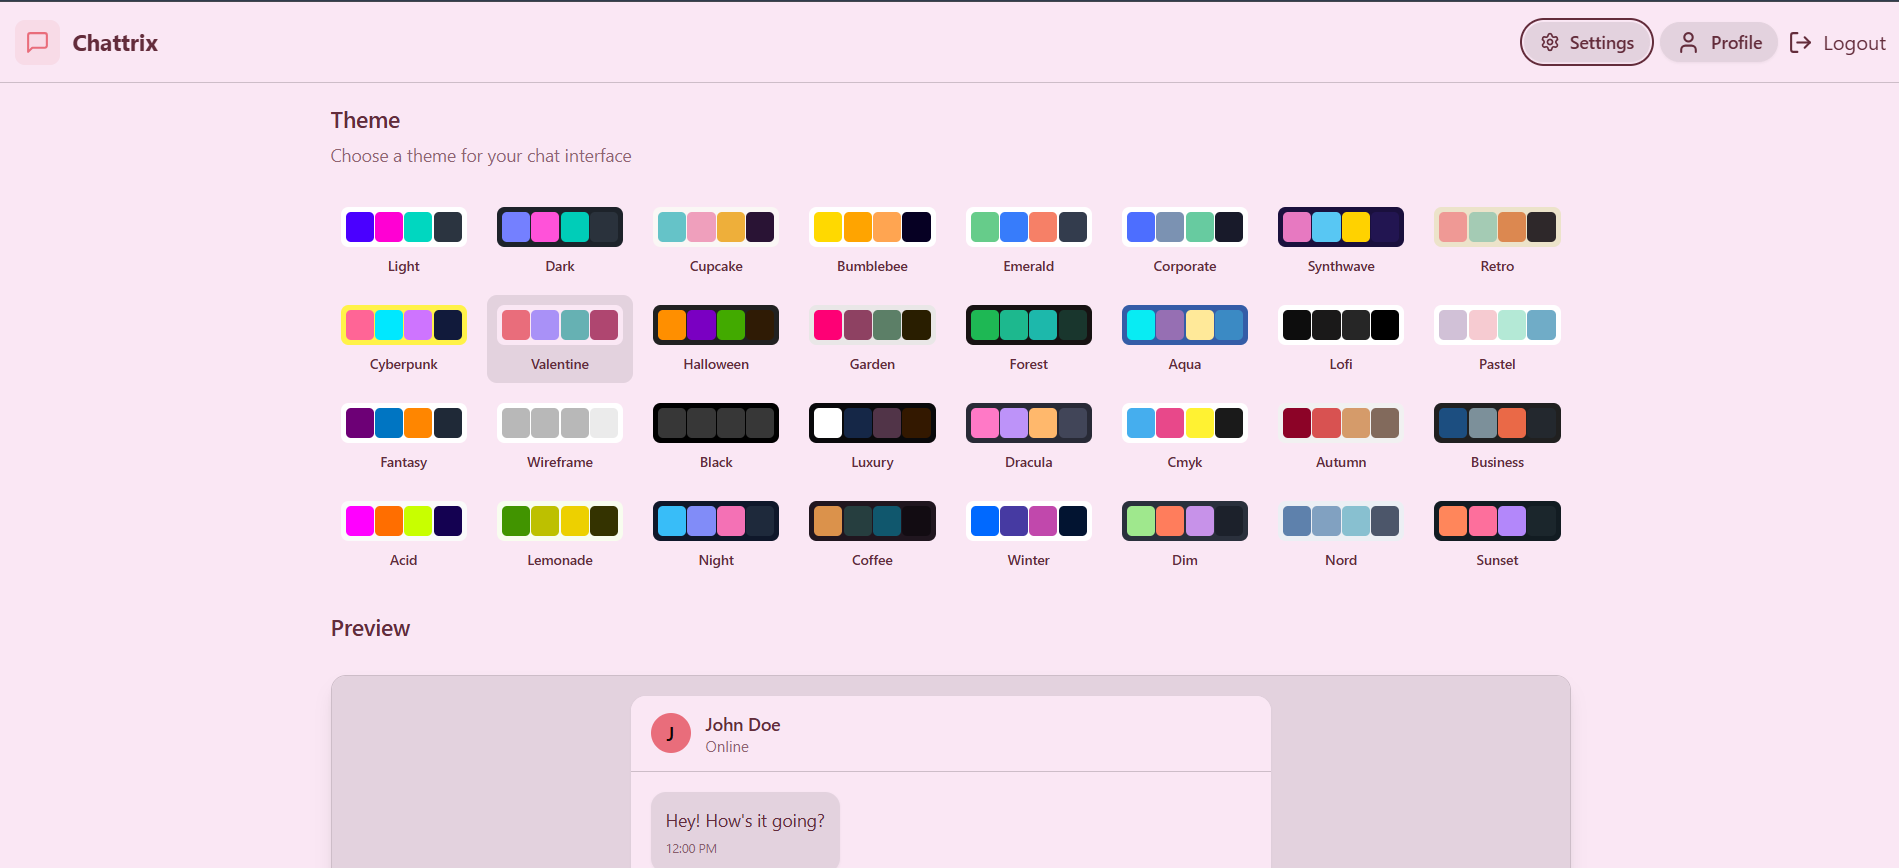 Chattrix
Settings
Profile
Logout
Theme
Choose a theme for your chat interface
Light
Dark
Cupcake
Bumblebee
Emerald
Corporate
Synthwave
Retro
Cyberpunk
Valentine
Halloween
Garden
Forest
Aqua
Lofi
Pastel
Fantasy
Wireframe
Black
Luxury
Dracula
Cmyk
Autumn
Business
Acid
Lemonade
Night
Coffee
Winter
Dim
Nord
Sunset
Preview
J
John Doe
Online
Hey! How's it going?
12:00 PM